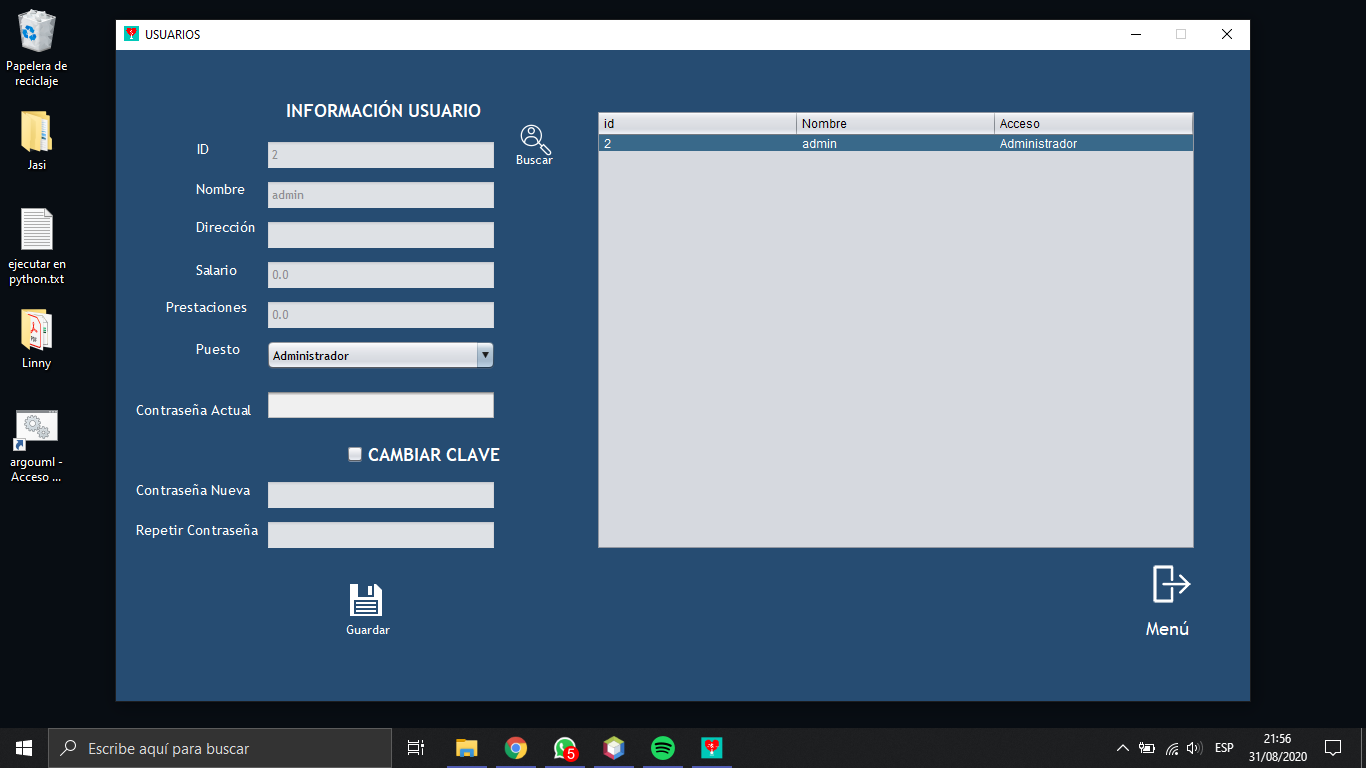 Papelera de
reciclaje
Jasi
ejecutar en
python.txt
Linny
argouml -
Acceso ...
USUARIOS
INFORMACIÓN USUARIO
ID
2
Buscar
Nombre
admin
Dirección
Salario
0.0
Prestaciones
0.0
Puesto
Administrador
Contraseña Actual
CAMBIAR CLAVE
Contraseña Nueva
Repetir Contraseña
Guardar
id Nombre Acceso
2 admin Administrador
Menú
Escribe aquí para buscar
5
ESP
21:56
31/08/2020